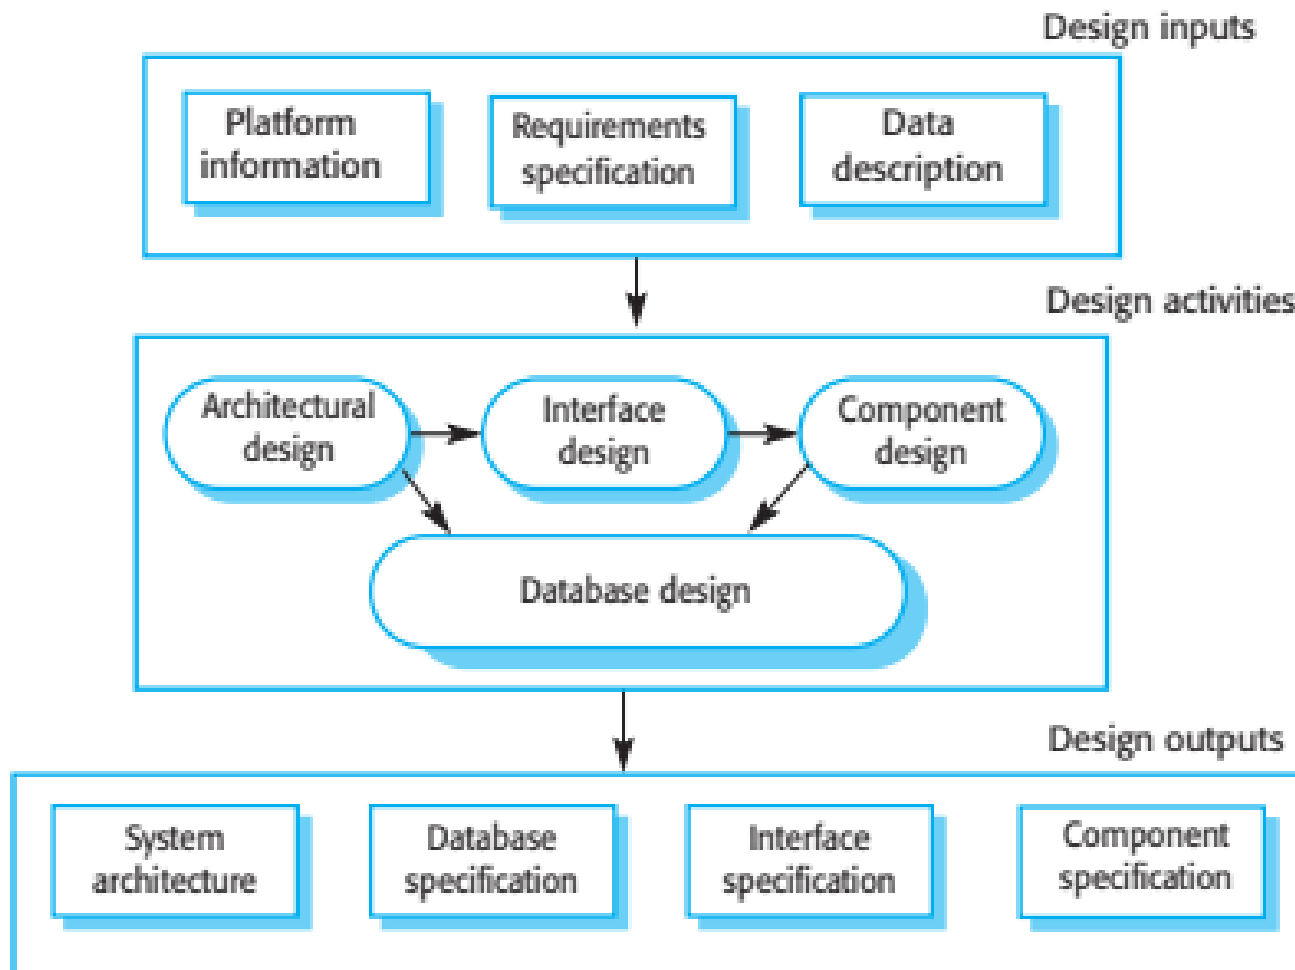 Design inputs
Platform
information
Requirements
specification
Data
description
Design activities
Architectural
design
Interface
design
Component
design
Database design
Design outputs
System
architecture
Database
specification
Interface
specification
Component
specification